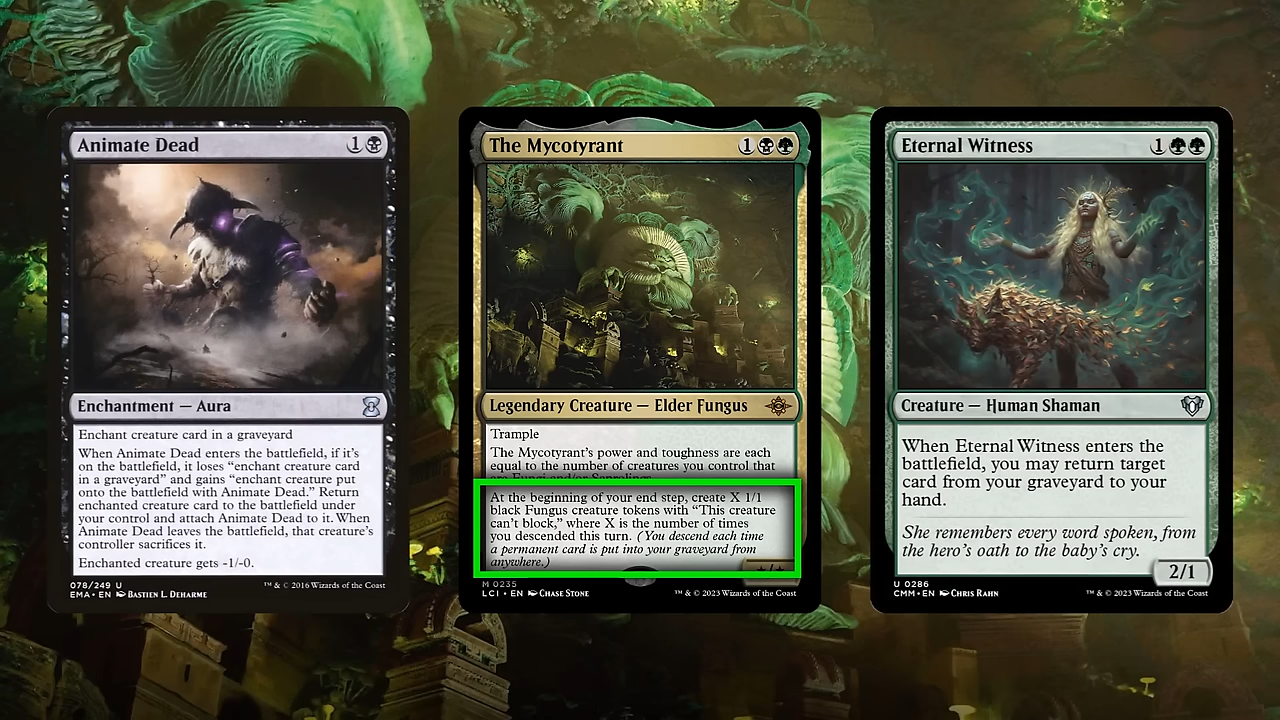 Animate Dead
1
Enchantment — Aura
Enchant creature card in a graveyard
When Animate Dead enters the battlefield, if it's
on the battlefield, it loses “enchant creature card
in a graveyard” and gains “enchant creature put
onto the battlefield with Animate Dead.” Return
enchanted creature card to the battlefield under
your control and attach Animate Dead to it. When
Animate Dead leaves the battlefield, that creature's
controller sacrifices it.
Enchanted creature gets -1/-0.
078/249 U
EMA • EN Bastien L. Deharme
™ & © 2016 Wizards of the Coast
The Mycotyrant
1
Legendary Creature — Elder Fungus
Trample
The Mycotyrant's power and toughness are each
equal to the number of creatures you control that
are Fungi and/or Saprolings.
At the beginning of your end step, create X 1/1
black Fungus creature tokens with “This creature
can't block,” where X is the number of times
you descended this turn. (You descend each time
a permanent card is put into your graveyard from
anywhere.)
*/*
M 0235
LCI • EN Chase Stone
™ & © 2023 Wizards of the Coast
Eternal Witness
1
Creature — Human Shaman
When Eternal Witness enters the
battlefield, you may return target
card from your graveyard to your
hand.
She remembers every word spoken, from
the hero's oath to the baby's cry.
2/1
U 0286
CMM • EN Chris Rahn
™ & © 2023 Wizards of the Coast